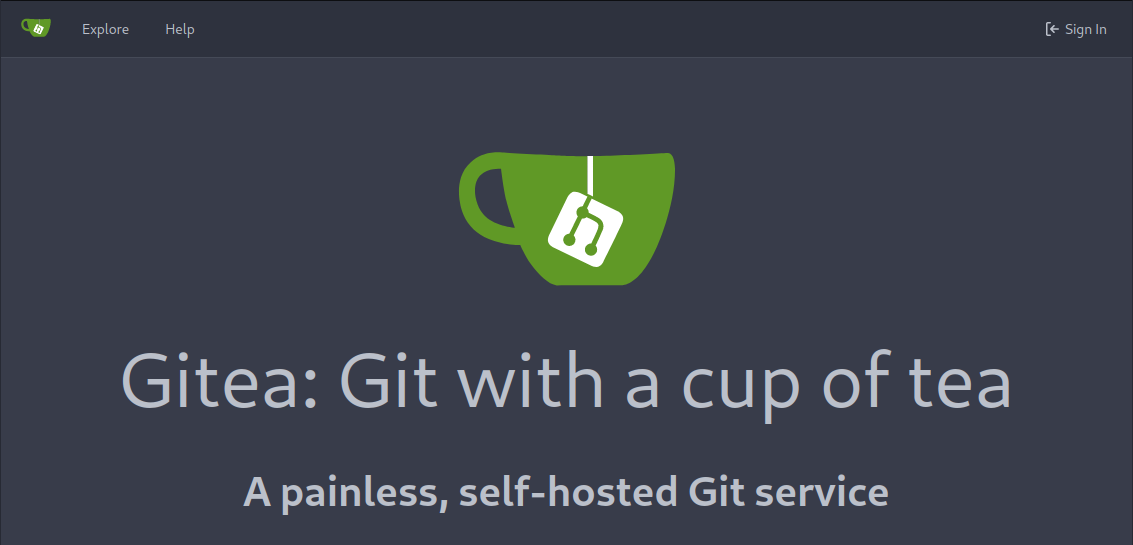 Explore Help Sign In
Gitea: Git with a cup of tea
A painless, self-hosted Git service